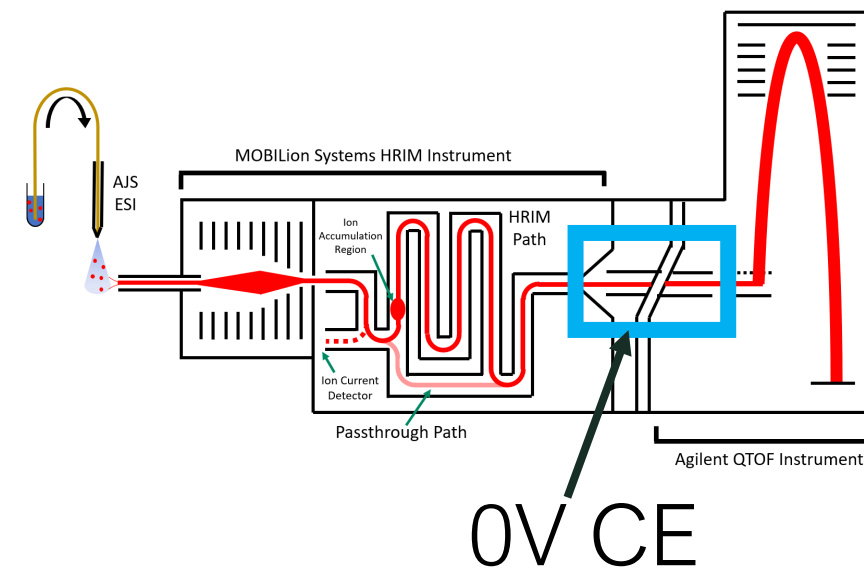 MOBILion Systems HRIM Instrument
AJS
ESI
Ion
Accumulation
Region
HRIM
Path
Ion Current
Detector
Passthrough Path
Agilent QTOF Instrument
0V CE